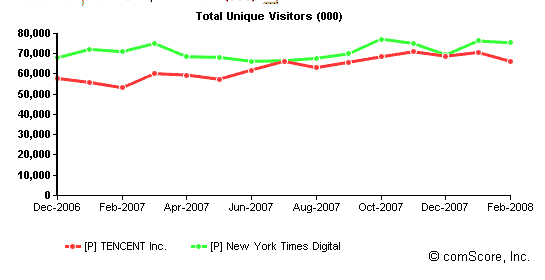 Total Unique Visitors (000)
80,000
70,000
60,000
50,000
40,000
30,000
20,000
10,000
0
Dec-2006 Feb-2007 Apr-2007 Jun-2007 Aug-2007 Oct-2007 Dec-2007 Feb-2008
[P] TENCENT Inc. [P] New York Times Digital
© comScore, Inc.